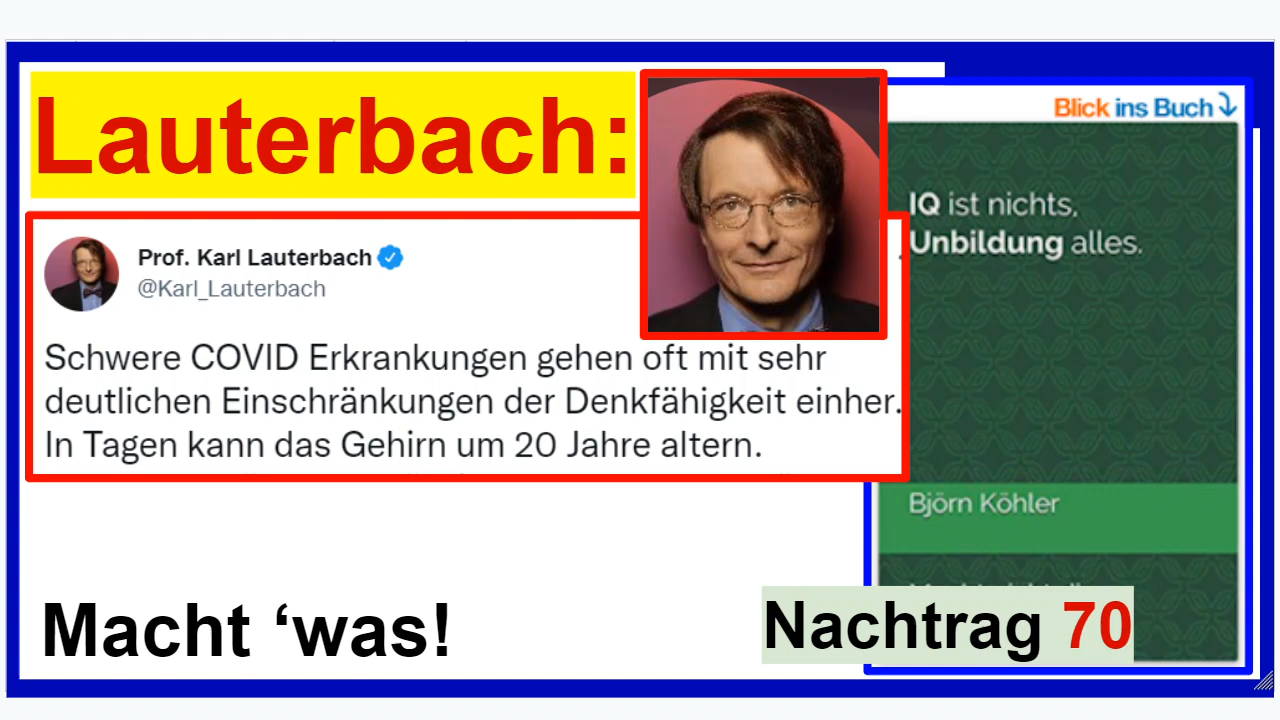 Lauterbach:
Prof. Karl Lauterbach
@Karl_Lauterbach
Schwere COVID Erkrankungen gehen oft mit sehr
deutlichen Einschränkungen der Denkfähigkeit einher.
In Tagen kann das Gehirn um 20 Jahre altern.
Blick ins Buch
IQ ist nichts,
Unbildung alles.
Björn Köhler
Macht ‘was!
Nachtrag 70